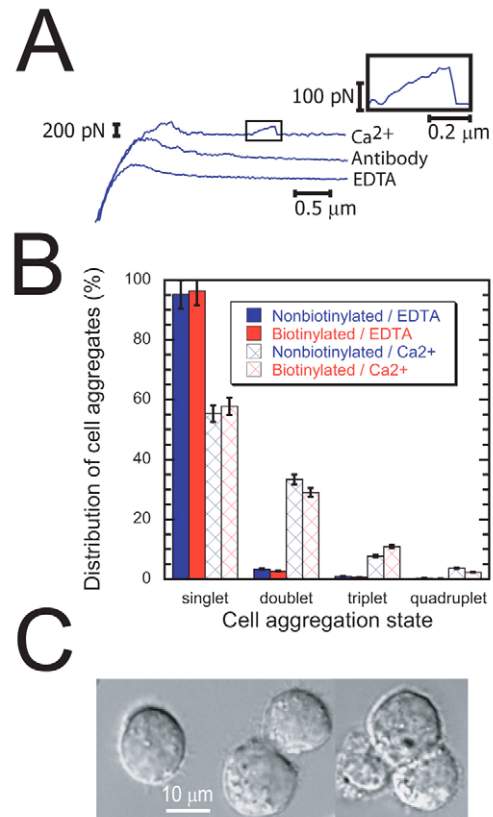 A
100 pN
0.2 μm
200 pN
Ca2+
Antibody
EDTA
0.5 μm
B
Distribution of cell aggregates (%)
100
80
60
40
20
0
Nonbiotinylated / EDTA
Biotinylated / EDTA
Nonbiotinylated / Ca2+
Biotinylated / Ca2+
singlet doublet triplet quadruplet
Cell aggregation state
C
10 μm